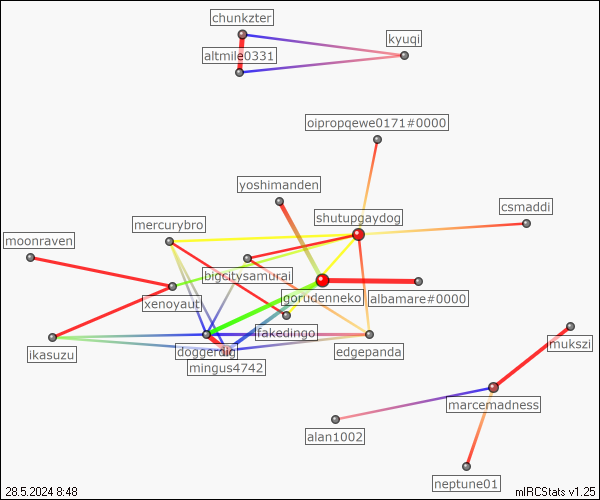 chunkzter
kyuqi
altmile0331
oipropqewe0171#0000
yoshimanden
csmaddi
shutupgaydog
mercurybro
moonraven
bigcitysamurai
xenoyaut
gorudenneko
albamare#0000
fakedingo
mukszi
doggerdig
edgepanda
ikasuzu
mingus4742
marcemadness
alan1002
neptune01
28.5.2024 8:48
mIRCStats v1.25